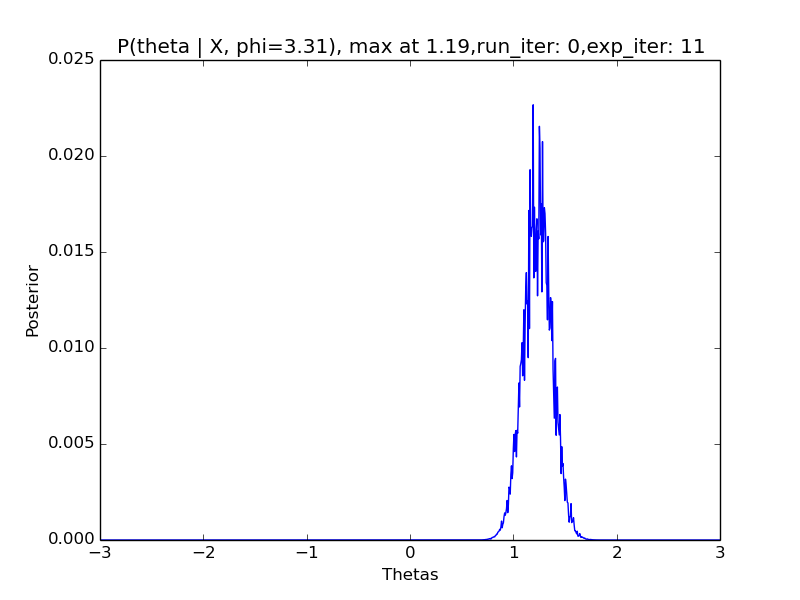 P(theta | X, phi=3.31), max at 1.19,run_iter: 0,exp_iter: 11
0.025
0.020
0.015
0.010
0.005
0.000
Posterior
−3 −2 −1 0 1 2 3
Thetas